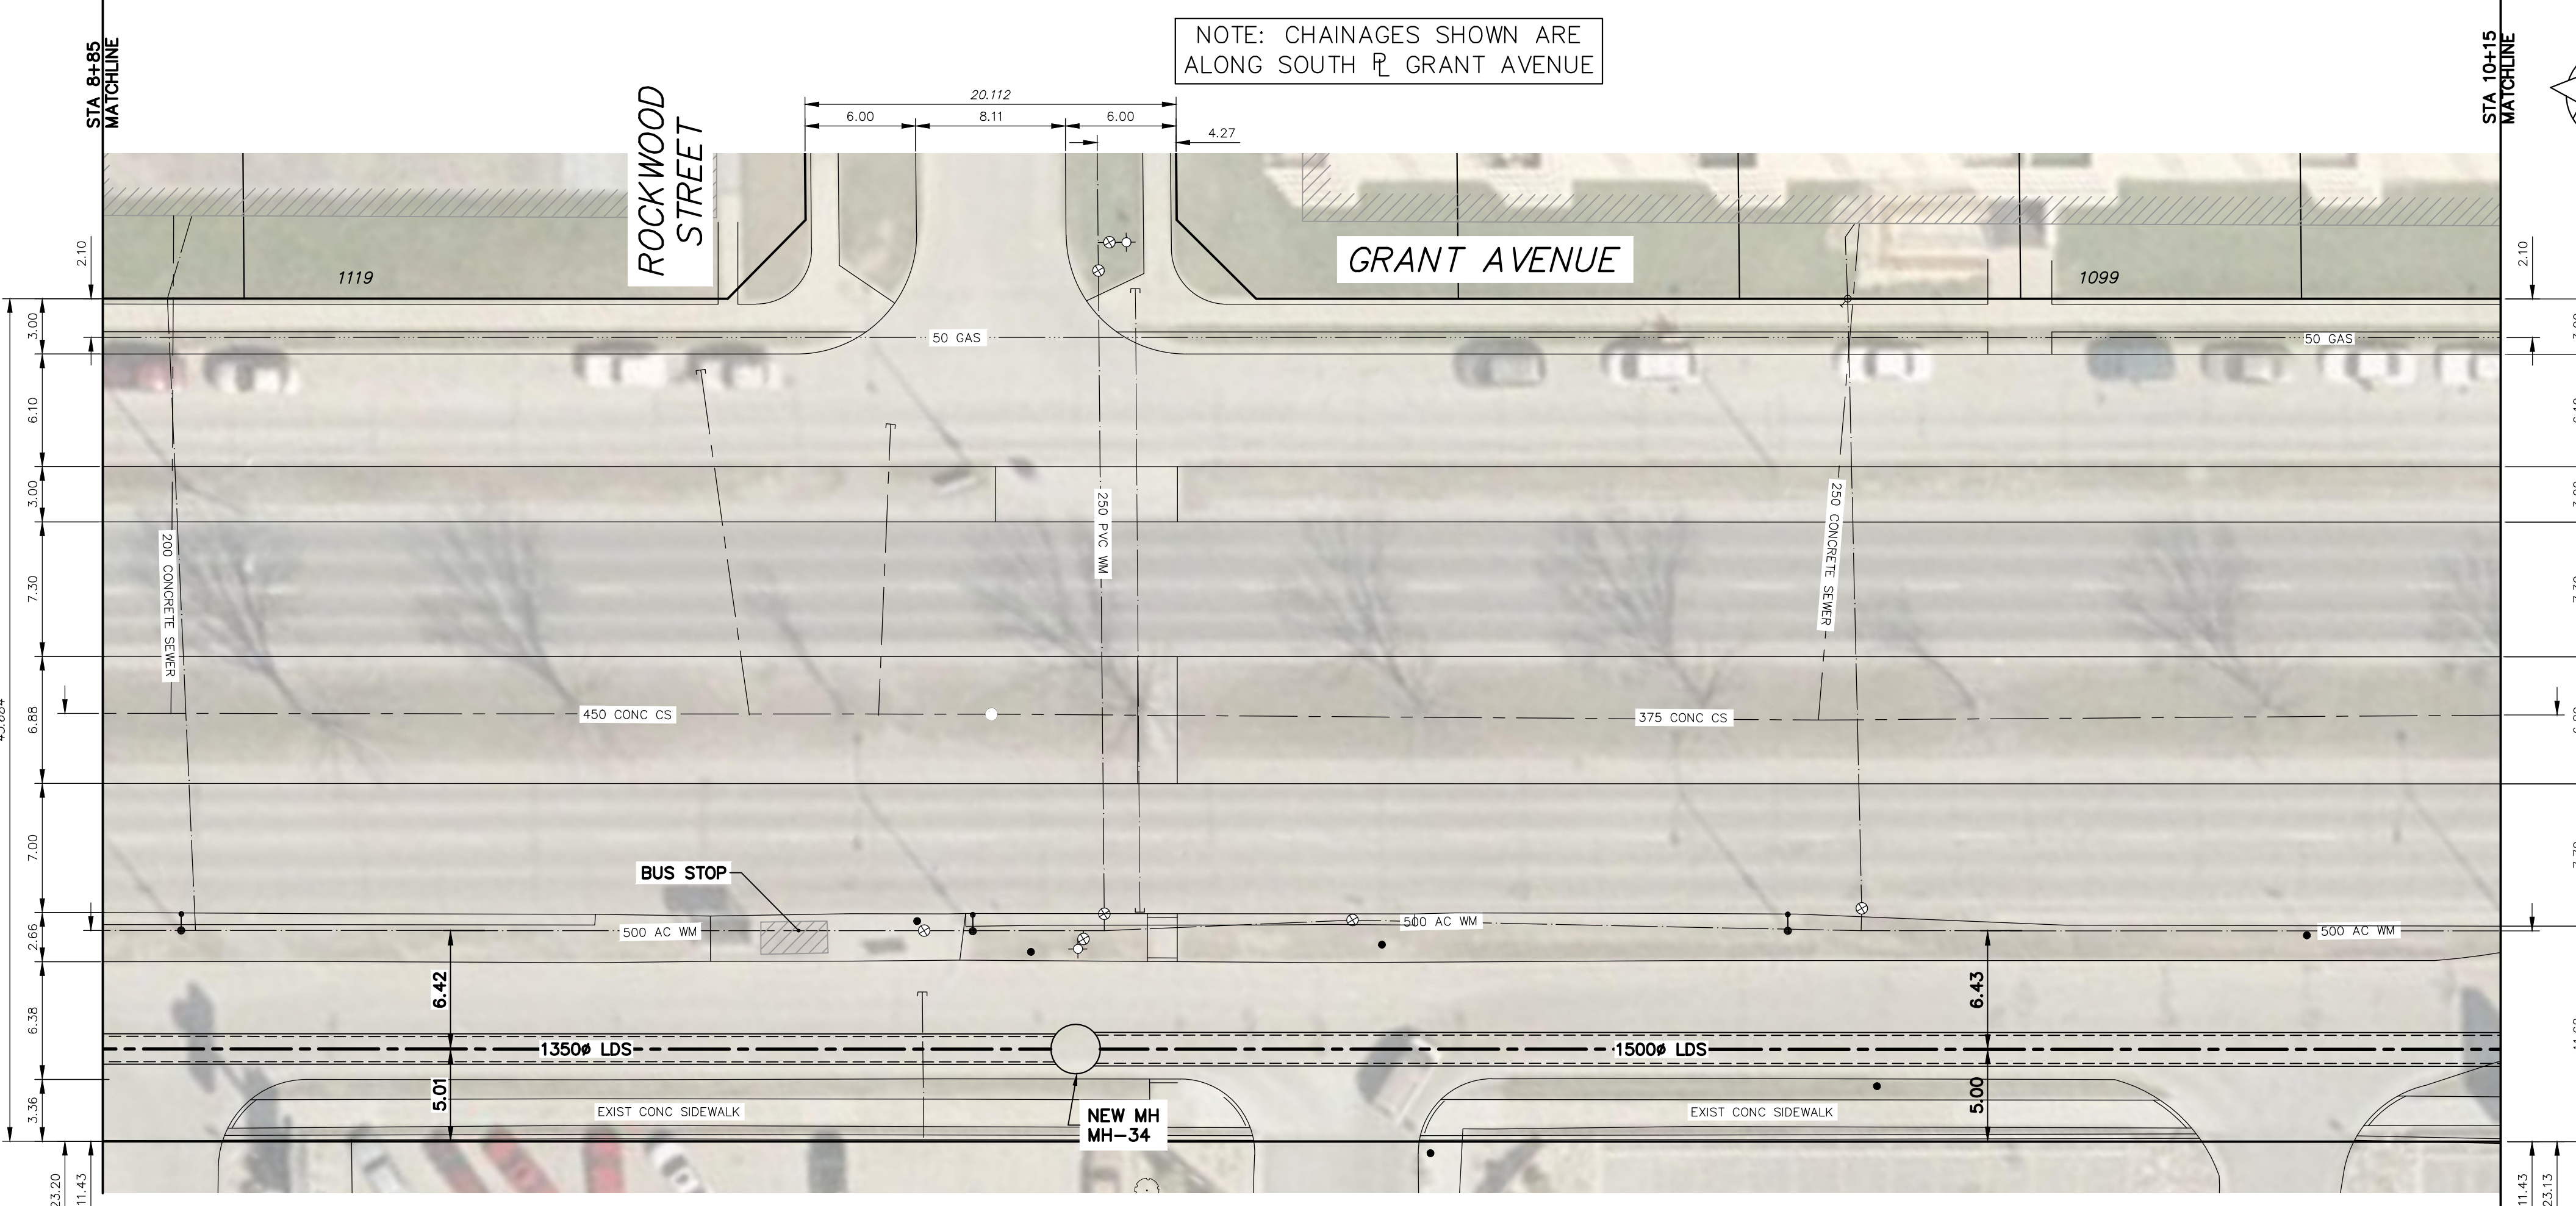 NOTE: CHAINAGES SHOWN ARE
ALONG SOUTH ℙL GRANT AVENUE
STA 8+85
MATCHLINE
STA 10+15
MATCHLINE
ROCKWOOD
STREET
20.112
6.00
8.11
6.00
4.27
GRANT AVENUE
1119
1099
2.10
2.10
3.00
50 GAS
50 GAS
6.10
3.00
7.30
6.88
7.00
2.66
6.38
3.36
200 CONCRETE SEWER
250 PVC WM
250 CONCRETE SEWER
450 CONC CS
375 CONC CS
BUS STOP
500 AC WM
500 AC WM
500 AC WM
6.42
6.43
1350ø LDS
1500ø LDS
5.01
5.00
EXIST CONC SIDEWALK
EXIST CONC SIDEWALK
NEW MH
MH-34
23.20
11.43
11.43
23.13